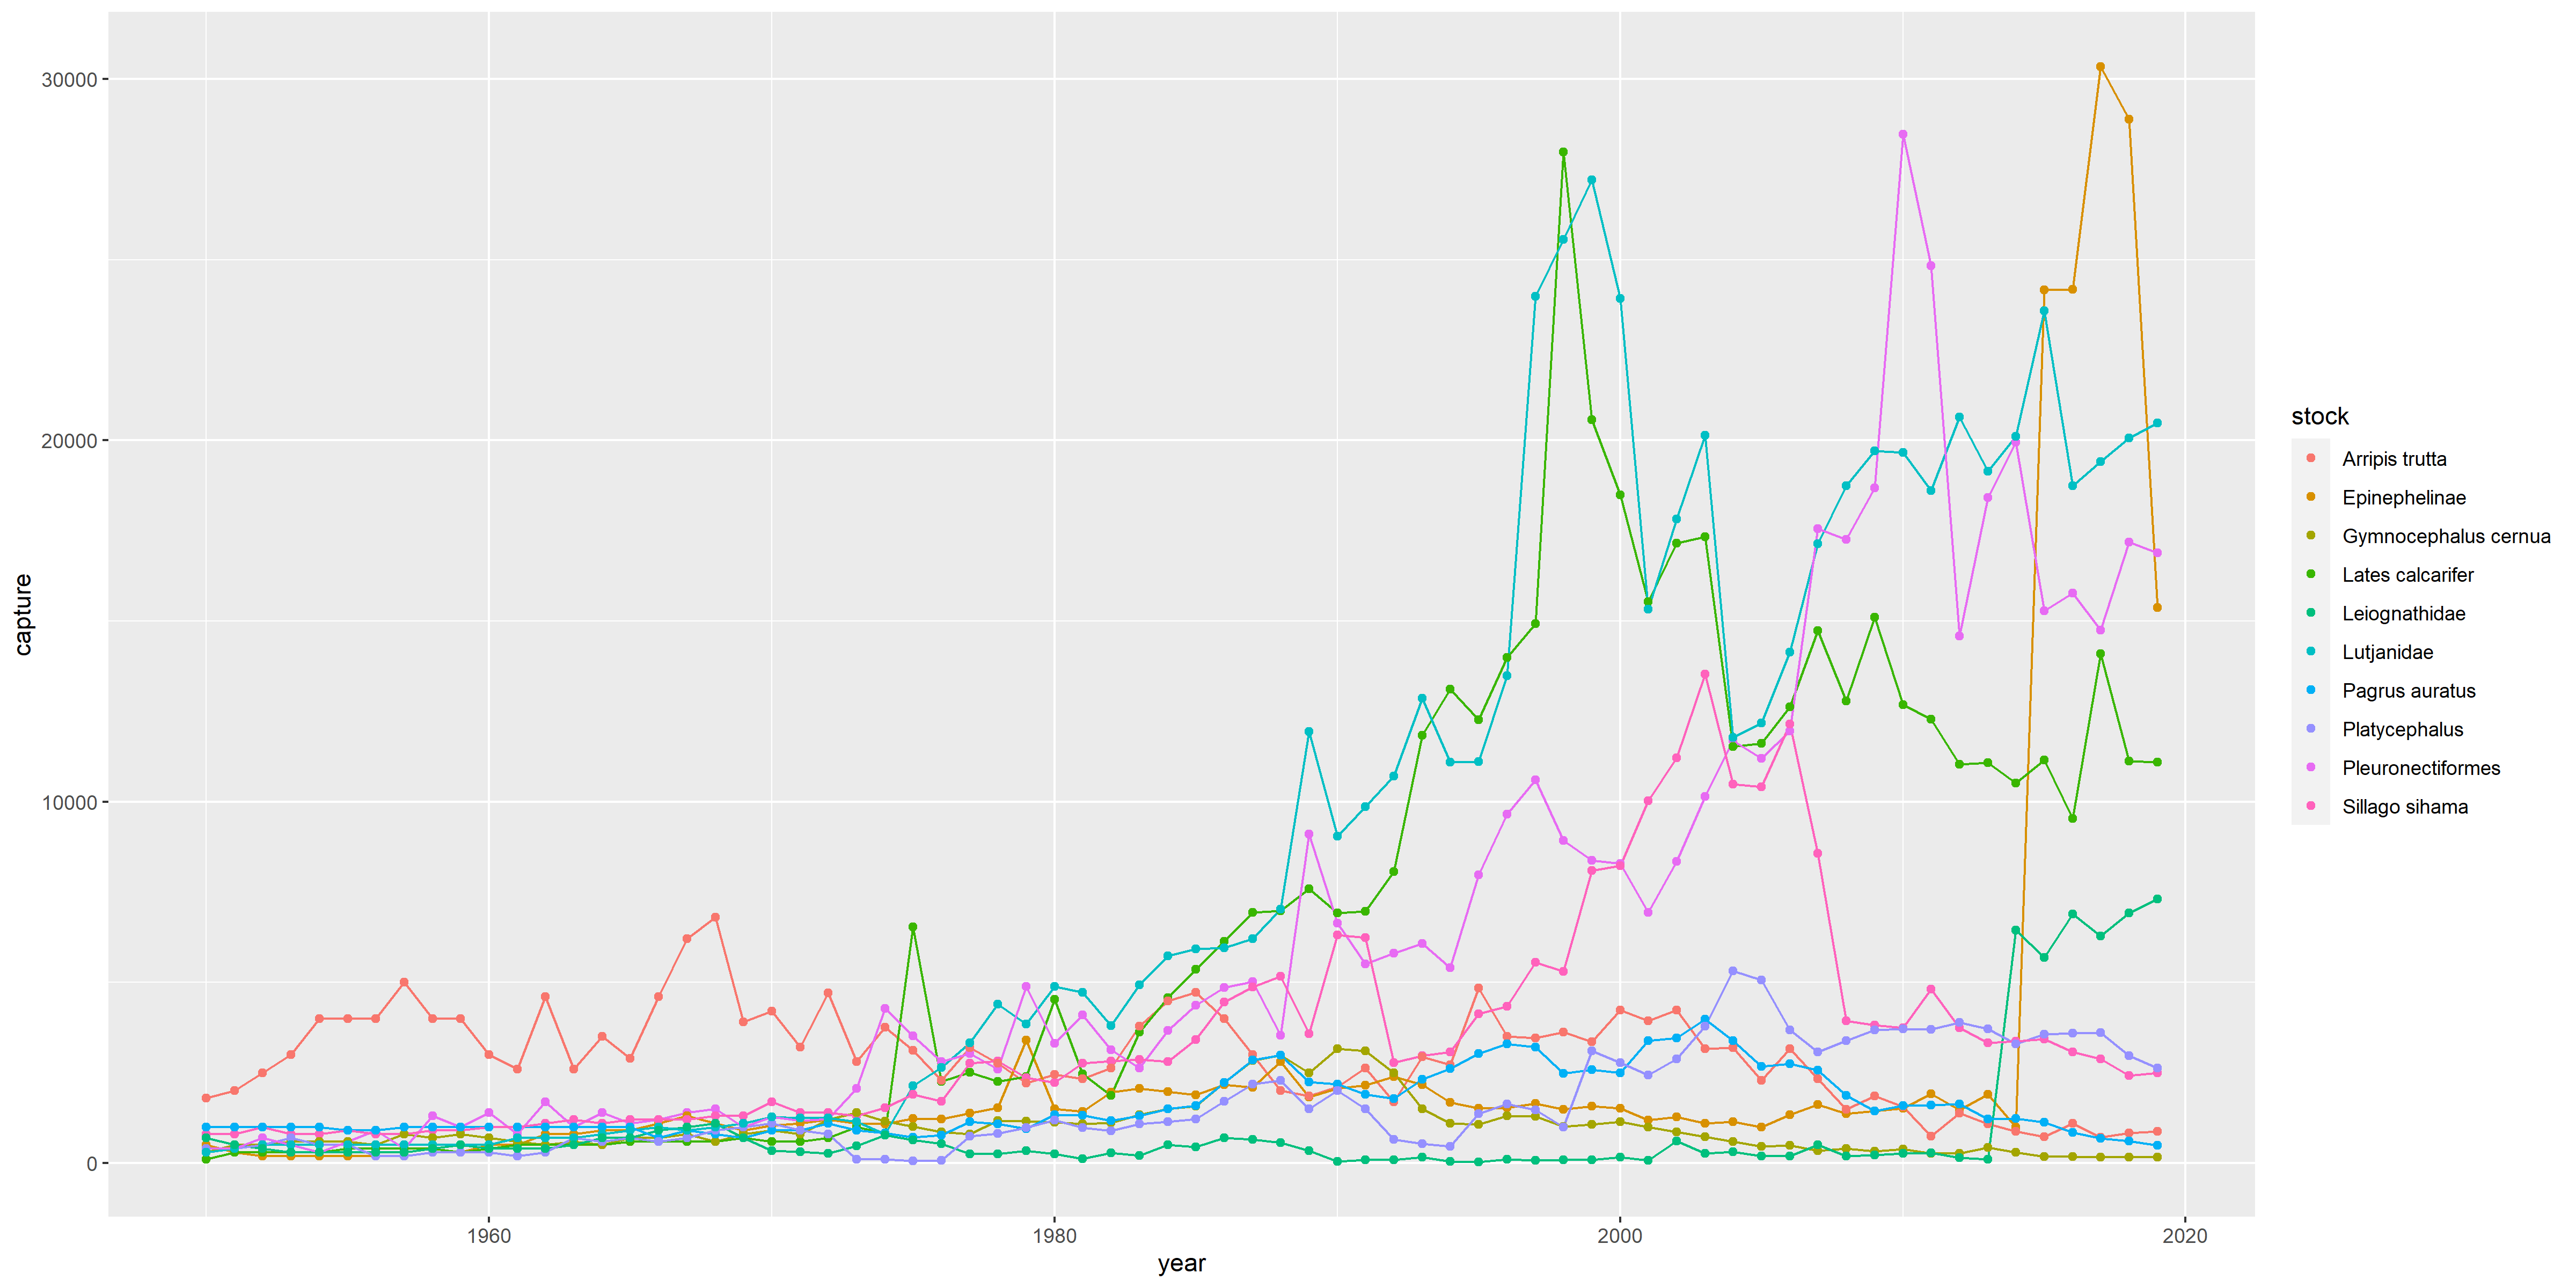 30000
20000
10000
0
capture
1960
1980
2000
2020
year
stock
Arripis trutta
Epinephelinae
Gymnocephalus cernua
Lates calcarifer
Leiognathidae
Lutjanidae
Pagrus auratus
Platycephalus
Pleuronectiformes
Sillago sihama